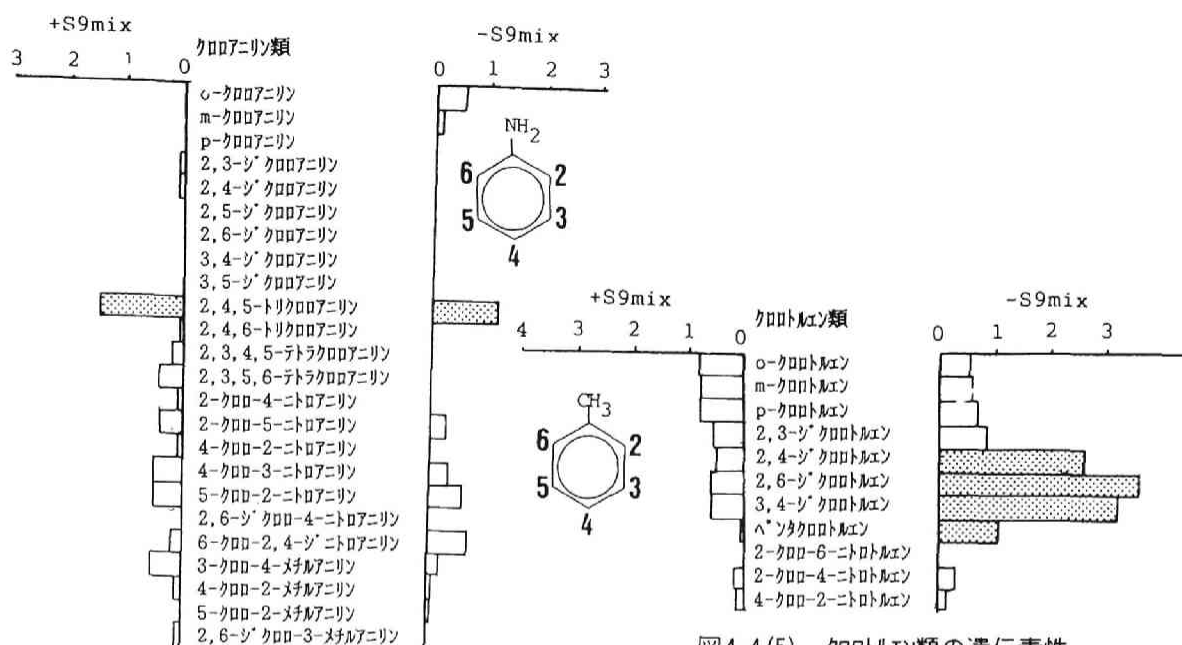 +S9mix
クロロアニリン類
-S9mix
3 2 1 0
0 1 2 3
o-クロロアニリン
m-クロロアニリン
p-クロロアニリン
2,3-ジクロロアニリン
2,4-ジクロロアニリン
2,5-ジクロロアニリン
2,6-ジクロロアニリン
3,4-ジクロロアニリン
3,5-ジクロロアニリン
2,4,5-トリクロロアニリン
2,4,6-トリクロロアニリン
2,3,4,5-テトラクロロアニリン
2,3,5,6-テトラクロロアニリン
2-クロロ-4-ニトロアニリン
2-クロロ-5-ニトロアニリン
4-クロロ-2-ニトロアニリン
4-クロロ-3-ニトロアニリン
5-クロロ-2-ニトロアニリン
2,6-ジクロロ-4-ニトロアニリン
6-クロロ-2,4-ジニトロアニリン
3-クロロ-4-メチルアニリン
4-クロロ-2-メチルアニリン
5-クロロ-2-メチルアニリン
2,6-ジクロロ-3-メチルアニリン
NH2
6 2
5 3
4
+S9mix
クロロトルエン類
-S9mix
4 3 2 1 0
0 1 2 3
o-クロロトルエン
m-クロロトルエン
p-クロロトルエン
2,3-ジクロロトルエン
2,4-ジクロロトルエン
2,6-ジクロロトルエン
3,4-ジクロロトルエン
ペンタクロロトルエン
2-クロロ-6-ニトロトルエン
2-クロロ-4-ニトロトルエン
4-クロロ-2-ニトロトルエン
CH3
6 2
5 3
4
図4-4(5) クロロトルエン類の遺伝毒性